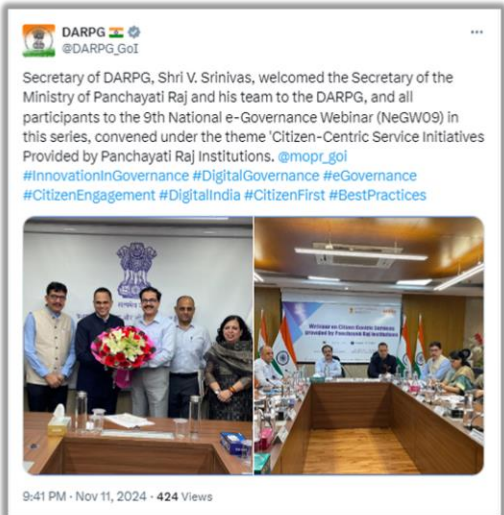 DARPG
@DARPG_GoI
Secretary of DARPG, Shri V. Srinivas, welcomed the Secretary of the
Ministry of Panchayati Raj and his team to the DARPG, and all
participants to the 9th National e-Governance Webinar (NeGW09) in
this series, convened under the theme 'Citizen-Centric Service Initiatives
Provided by Panchayati Raj Institutions. @mopr_goi
#InnovationInGovernance #DigitalGovernance #eGovernance
#CitizenEngagement #DigitalIndia #CitizenFirst #BestPractices
Webinar on Citizen Centric Services
provided by Panchayati Raj Institutions
9:41 PM · Nov 11, 2024 · 424 Views